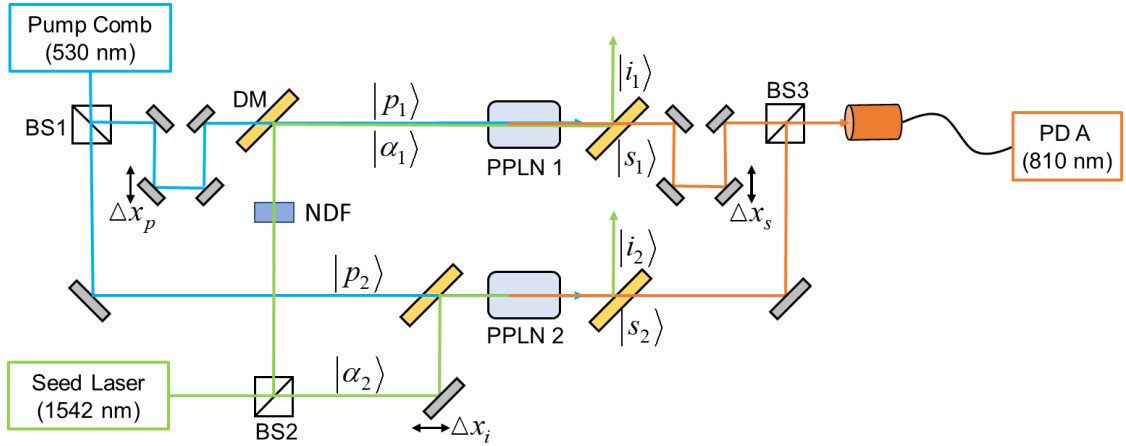 Pump Comb
(530 nm)
BS1
Δx_p
DM
|p₁⟩
|α₁⟩
PPLN 1
|i₁⟩
|s₁⟩
BS3
Δx_s
PD A
(810 nm)
NDF
|p₂⟩
PPLN 2
|i₂⟩
|s₂⟩
Seed Laser
(1542 nm)
BS2
|α₂⟩
Δx_i